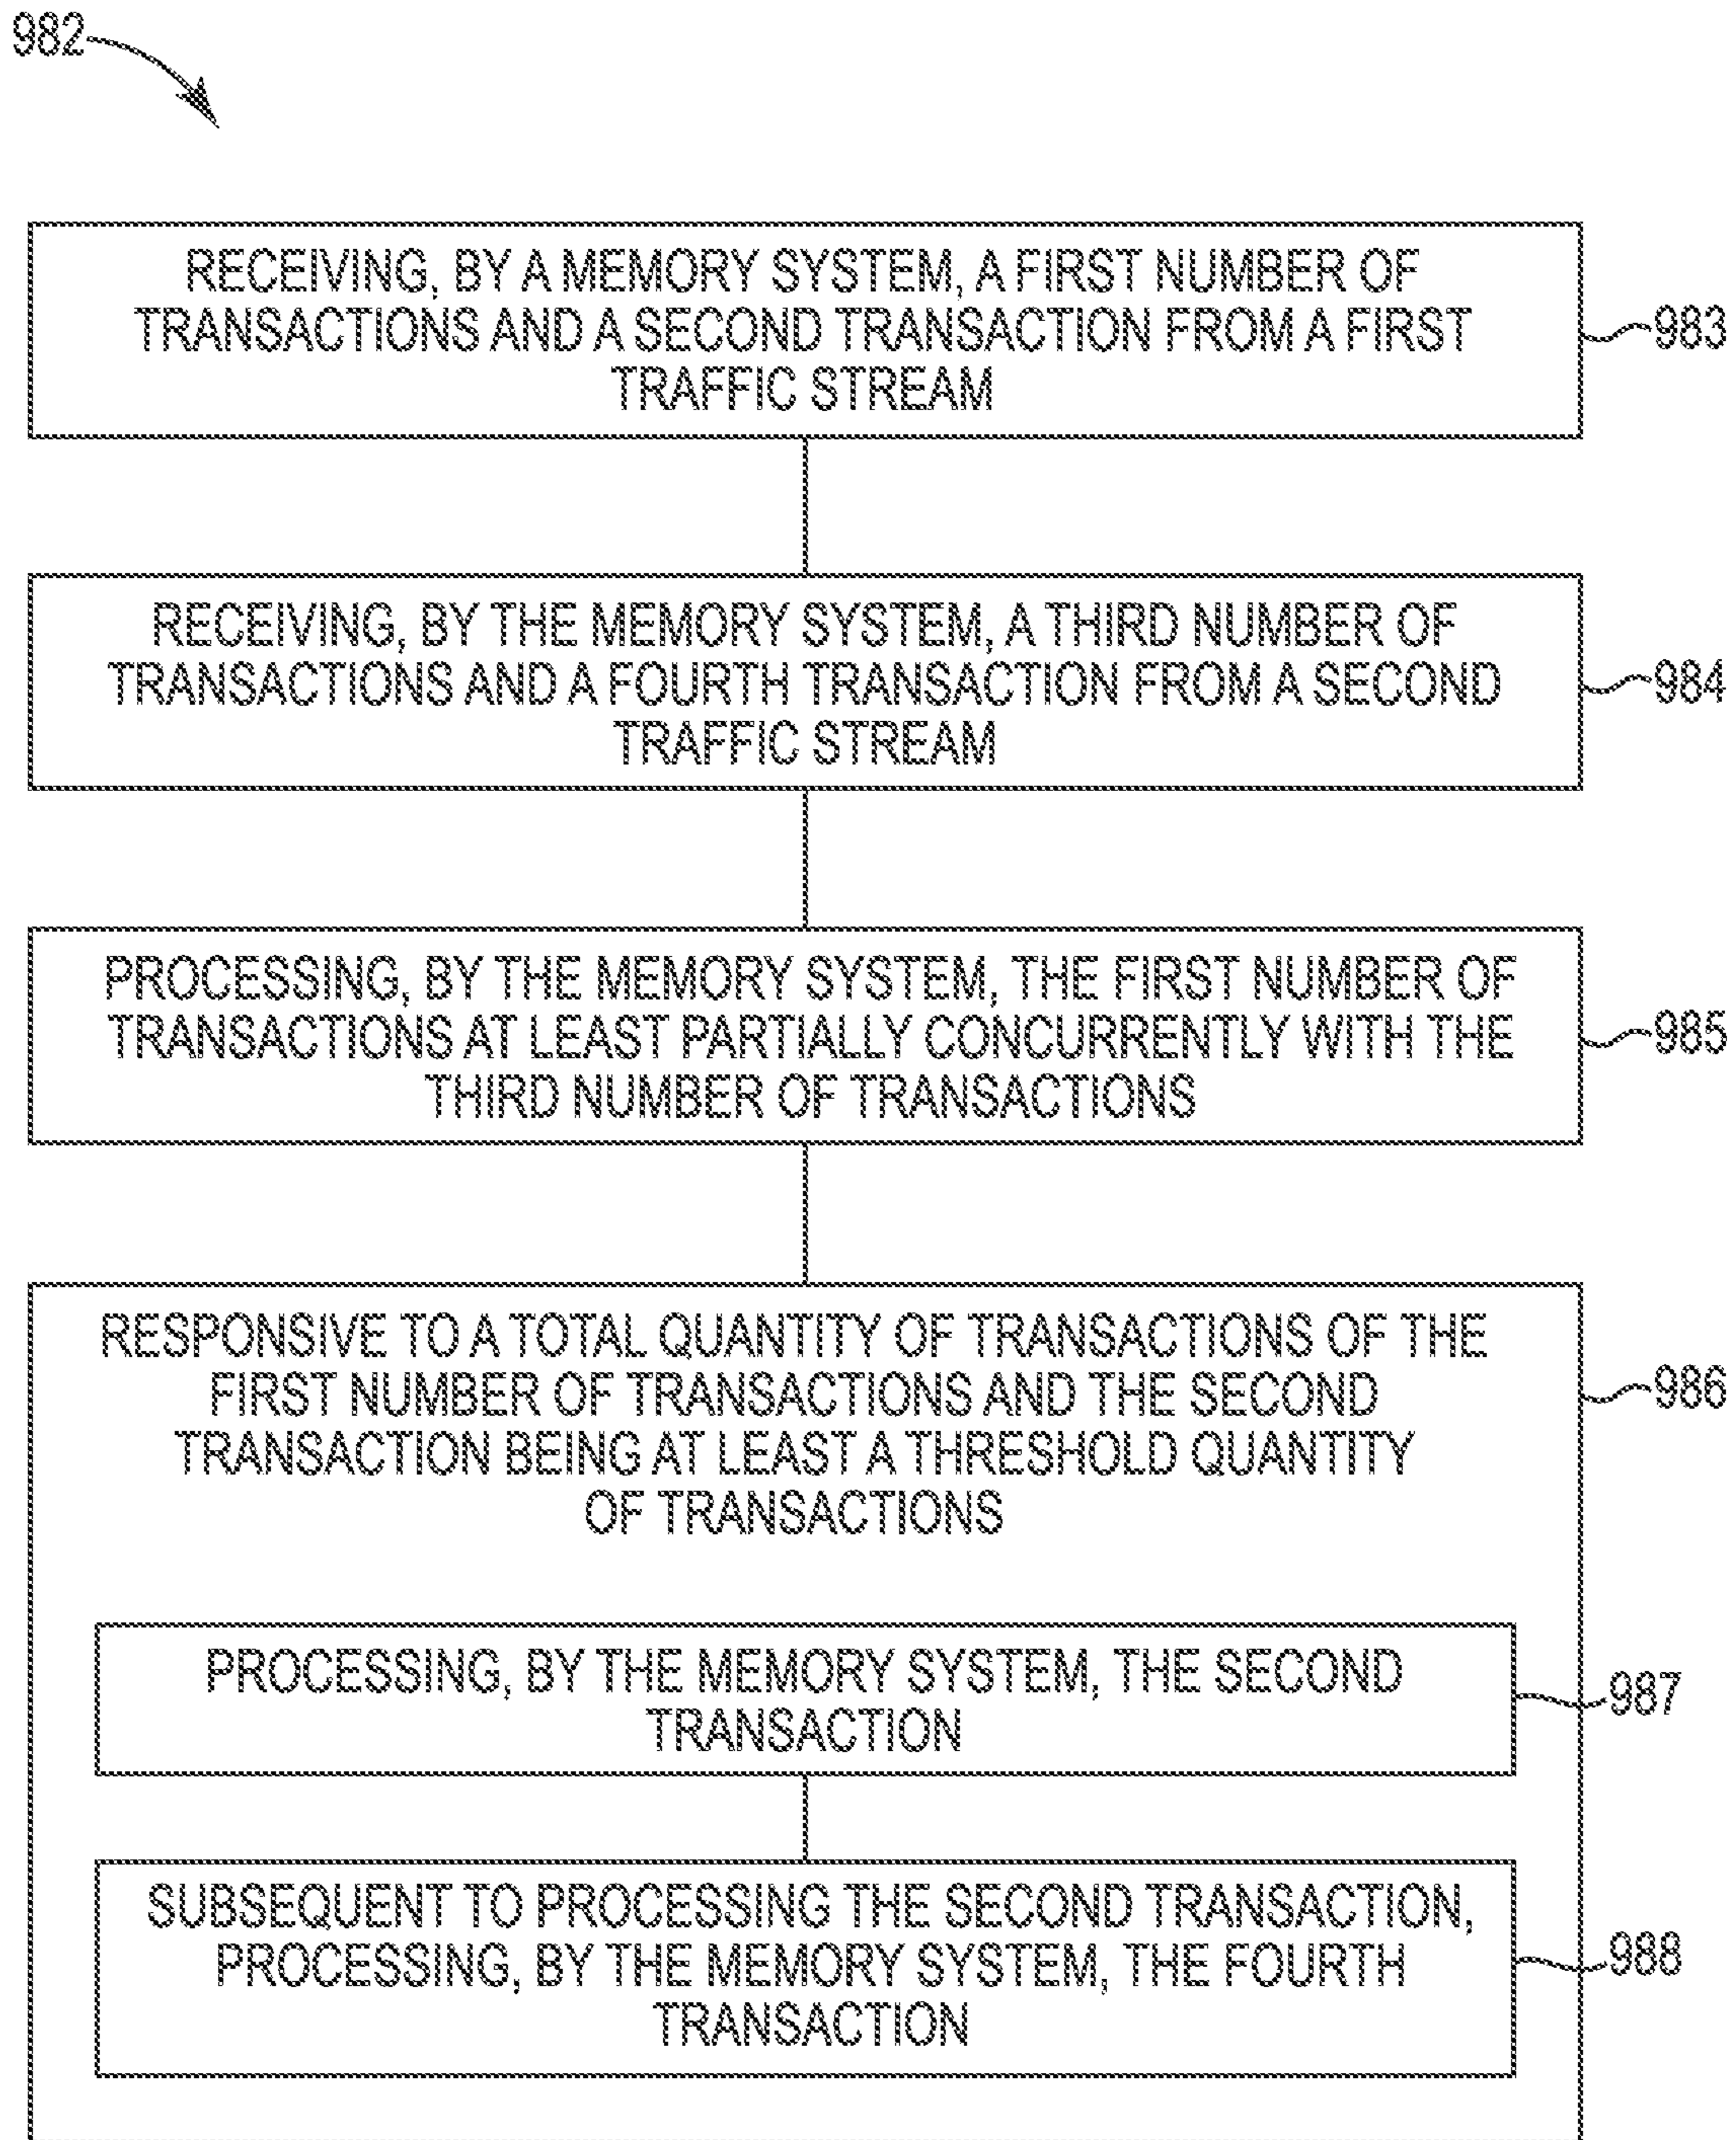 982
RECEIVING, BY A MEMORY SYSTEM, A FIRST NUMBER OF
TRANSACTIONS AND A SECOND TRANSACTION FROM A FIRST
TRAFFIC STREAM
983
RECEIVING, BY THE MEMORY SYSTEM, A THIRD NUMBER OF
TRANSACTIONS AND A FOURTH TRANSACTION FROM A SECOND
TRAFFIC STREAM
984
PROCESSING, BY THE MEMORY SYSTEM, THE FIRST NUMBER OF
TRANSACTIONS AT LEAST PARTIALLY CONCURRENTLY WITH THE
THIRD NUMBER OF TRANSACTIONS
985
RESPONSIVE TO A TOTAL QUANTITY OF TRANSACTIONS OF THE
FIRST NUMBER OF TRANSACTIONS AND THE SECOND
TRANSACTION BEING AT LEAST A THRESHOLD QUANTITY
OF TRANSACTIONS
986
PROCESSING, BY THE MEMORY SYSTEM, THE SECOND
TRANSACTION
987
SUBSEQUENT TO PROCESSING THE SECOND TRANSACTION,
PROCESSING, BY THE MEMORY SYSTEM, THE FOURTH
TRANSACTION
988